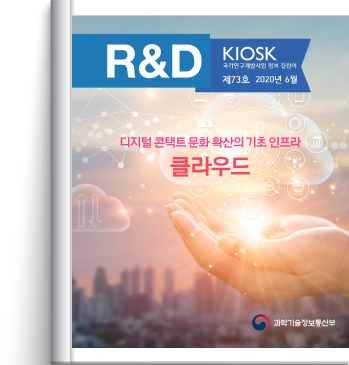 R&D
KIOSK
국가연구개발사업 정보 길잡이
제73호 2020년 6월
디지털 콘택트 문화 확산의 기초 인프라
클라우드
과학기술정보통신부